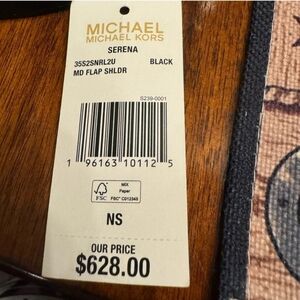 MICHAEL
MICHAEL KORS
SERENA
35S2SNRL2U BLACK
MD FLAP SHLDR
S239-0001
1 96163 10112 5
FSC
MIX
Paper
FSC® C012345
NS
OUR PRICE
$628.00